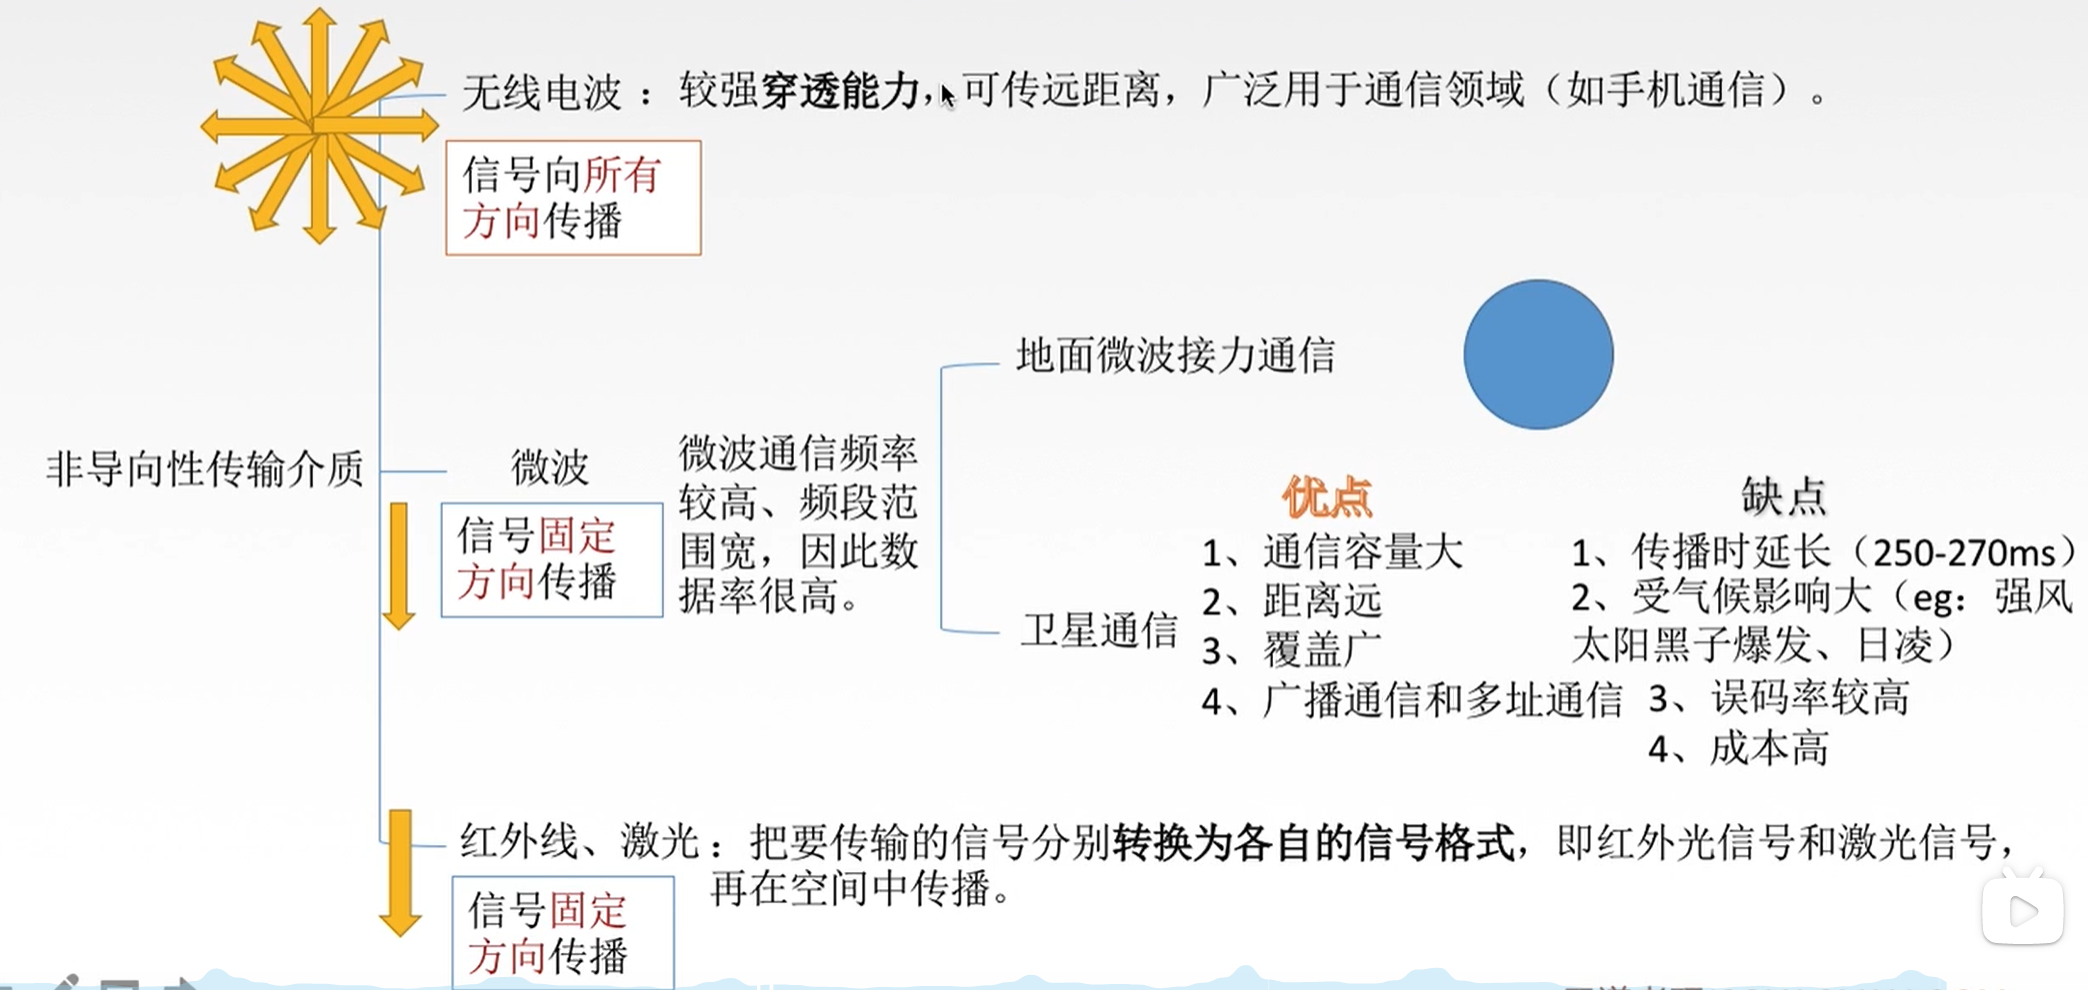 无线电波：较强穿透能力，可传远距离，广泛用于通信领域（如手机通信）。
信号向所有
方向传播
非导向性传输介质
微波
信号固定
方向传播
微波通信频率
较高、频段范
围宽，因此数
据率很高。
地面微波接力通信
卫星通信
优点
1、通信容量大
2、距离远
3、覆盖广
4、广播通信和多址通信
缺点
1、传播时延长（250-270ms）
2、受气候影响大（eg：强风
太阳黑子爆发、日凌）
3、误码率较高
4、成本高
红外线、激光：把要传输的信号分别转换为各自的信号格式，即红外光信号和激光信号，
再在空间中传播。
信号固定
方向传播